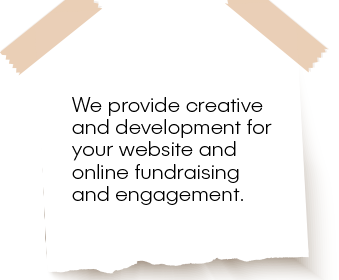 We provide creative
and development for
your website and
online fundraising
and engagement.